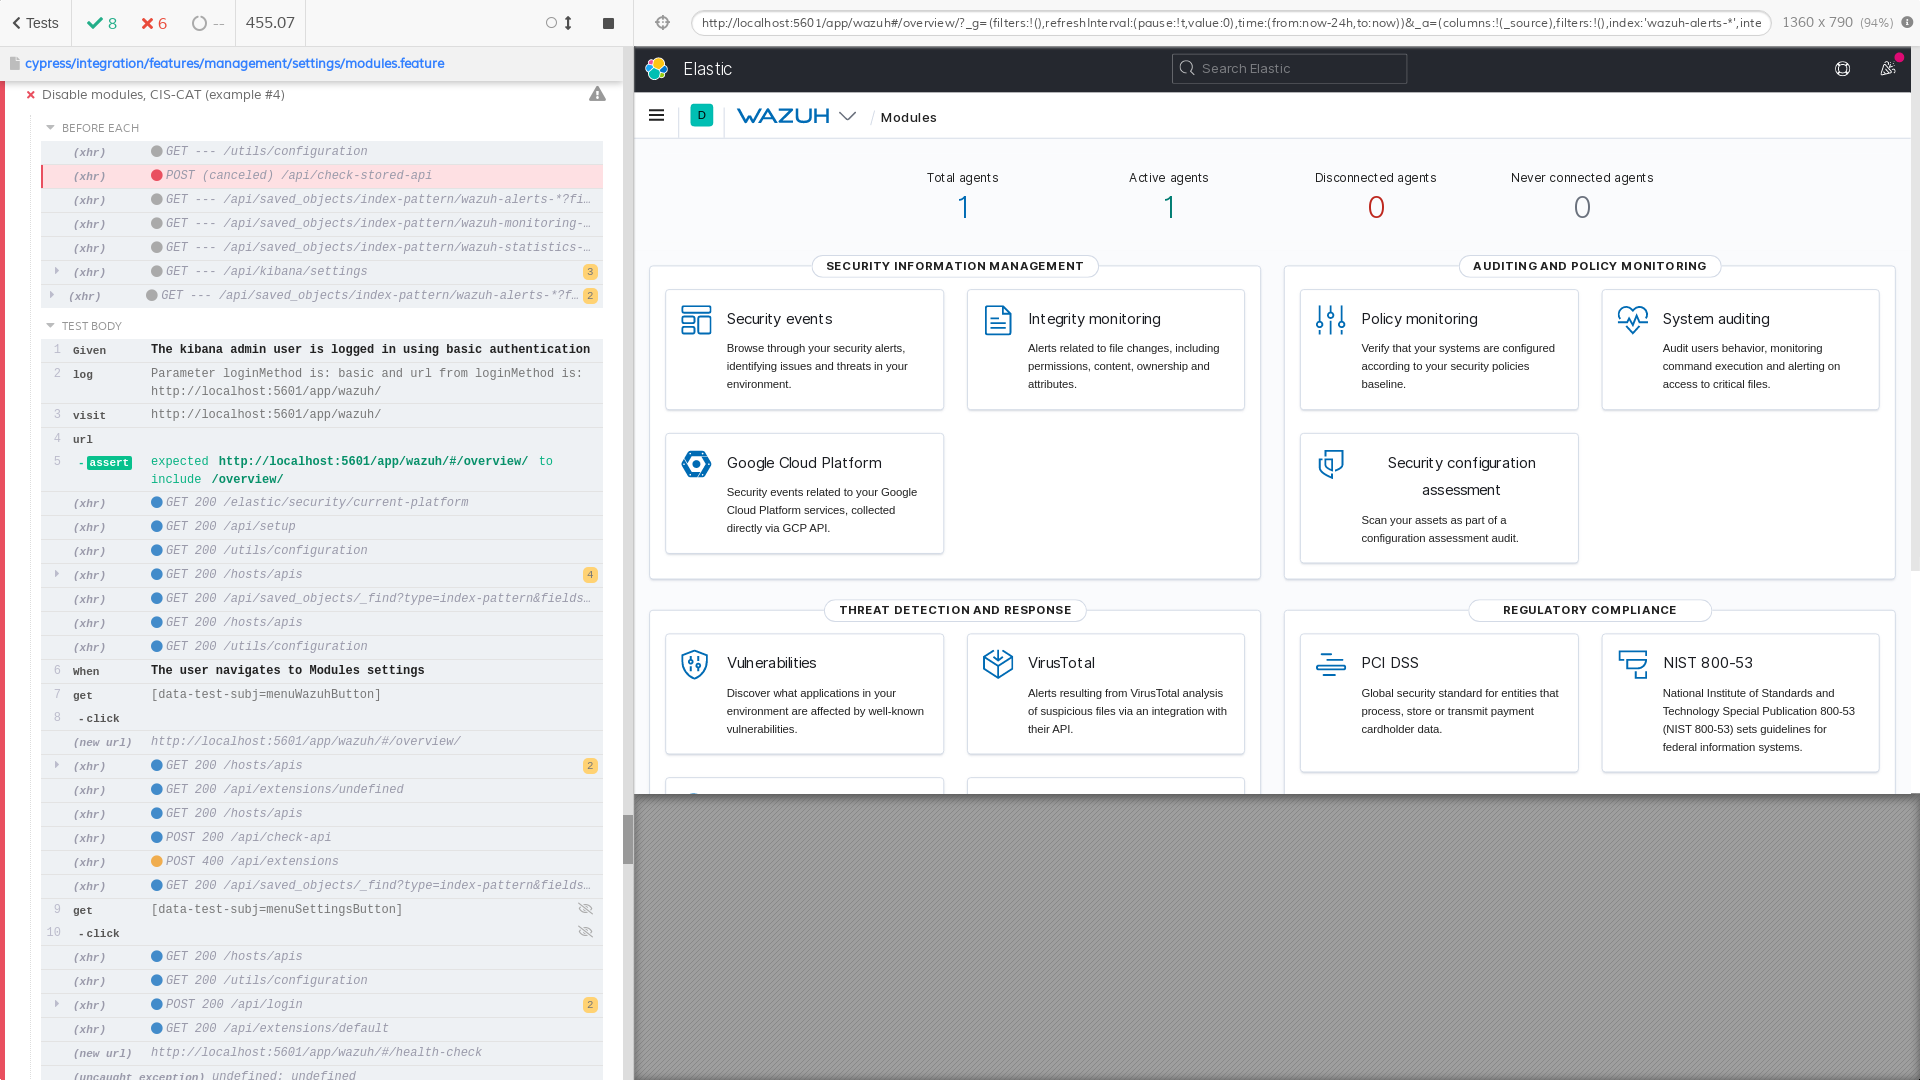 Tests
8
6
--
455.07
cypress/integration/features/management/settings/modules.feature
Disable modules, CIS-CAT (example #4)
BEFORE EACH
(xhr) GET --- /utils/configuration
(xhr) POST (canceled) /api/check-stored-api
(xhr) GET --- /api/saved_objects/index-pattern/wazuh-alerts-*?fi...
(xhr) GET --- /api/saved_objects/index-pattern/wazuh-monitoring-...
(xhr) GET --- /api/saved_objects/index-pattern/wazuh-statistics-...
(xhr) GET --- /api/kibana/settings 3
(xhr) GET --- /api/saved_objects/index-pattern/wazuh-alerts-*?f... 2
TEST BODY
1 Given The kibana admin user is logged in using basic authentication
2 log Parameter loginMethod is: basic and url from loginMethod is:
http://localhost:5601/app/wazuh/
3 visit http://localhost:5601/app/wazuh/
4 url
5 - assert expected http://localhost:5601/app/wazuh/#/overview/ to
include /overview/
(xhr) GET 200 /elastic/security/current-platform
(xhr) GET 200 /api/setup
(xhr) GET 200 /utils/configuration
(xhr) GET 200 /hosts/apis 4
(xhr) GET 200 /api/saved_objects/_find?type=index-pattern&fields...
(xhr) GET 200 /hosts/apis
(xhr) GET 200 /utils/configuration
6 When The user navigates to Modules settings
7 get [data-test-subj=menuWazuhButton]
8 - click
(new url) http://localhost:5601/app/wazuh/#/overview/
(xhr) GET 200 /hosts/apis 2
(xhr) GET 200 /api/extensions/undefined
(xhr) GET 200 /hosts/apis
(xhr) POST 200 /api/check-api
(xhr) POST 400 /api/extensions
(xhr) GET 200 /api/saved_objects/_find?type=index-pattern&fields...
9 get [data-test-subj=menuSettingsButton]
10 - click
(xhr) GET 200 /hosts/apis
(xhr) GET 200 /utils/configuration
(xhr) POST 200 /api/login 2
(xhr) GET 200 /api/extensions/default
(new url) http://localhost:5601/app/wazuh/#/health-check
(uncaught exception) undefined: undefined
http://localhost:5601/app/wazuh#/overview/?_g=(filters:!(),refreshInterval:(pause:!t,value:0),time:(from:now-24h,to:now))&_a=(columns:!(_source),filters:!(),index:'wazuh-alerts-*',inte
1360 x 790 (94%)
Elastic
Search Elastic
D
WAZUH
/ Modules
Total agents
1
Active agents
1
Disconnected agents
0
Never connected agents
0
SECURITY INFORMATION MANAGEMENT
Security events
Browse through your security alerts,
identifying issues and threats in your
environment.
Integrity monitoring
Alerts related to file changes, including
permissions, content, ownership and
attributes.
Google Cloud Platform
Security events related to your Google
Cloud Platform services, collected
directly via GCP API.
AUDITING AND POLICY MONITORING
Policy monitoring
Verify that your systems are configured
according to your security policies
baseline.
System auditing
Audit users behavior, monitoring
command execution and alerting on
access to critical files.
Security configuration
assessment
Scan your assets as part of a
configuration assessment audit.
THREAT DETECTION AND RESPONSE
Vulnerabilities
Discover what applications in your
environment are affected by well-known
vulnerabilities.
VirusTotal
Alerts resulting from VirusTotal analysis
of suspicious files via an integration with
their API.
REGULATORY COMPLIANCE
PCI DSS
Global security standard for entities that
process, store or transmit payment
cardholder data.
NIST 800-53
National Institute of Standards and
Technology Special Publication 800-53
(NIST 800-53) sets guidelines for
federal information systems.